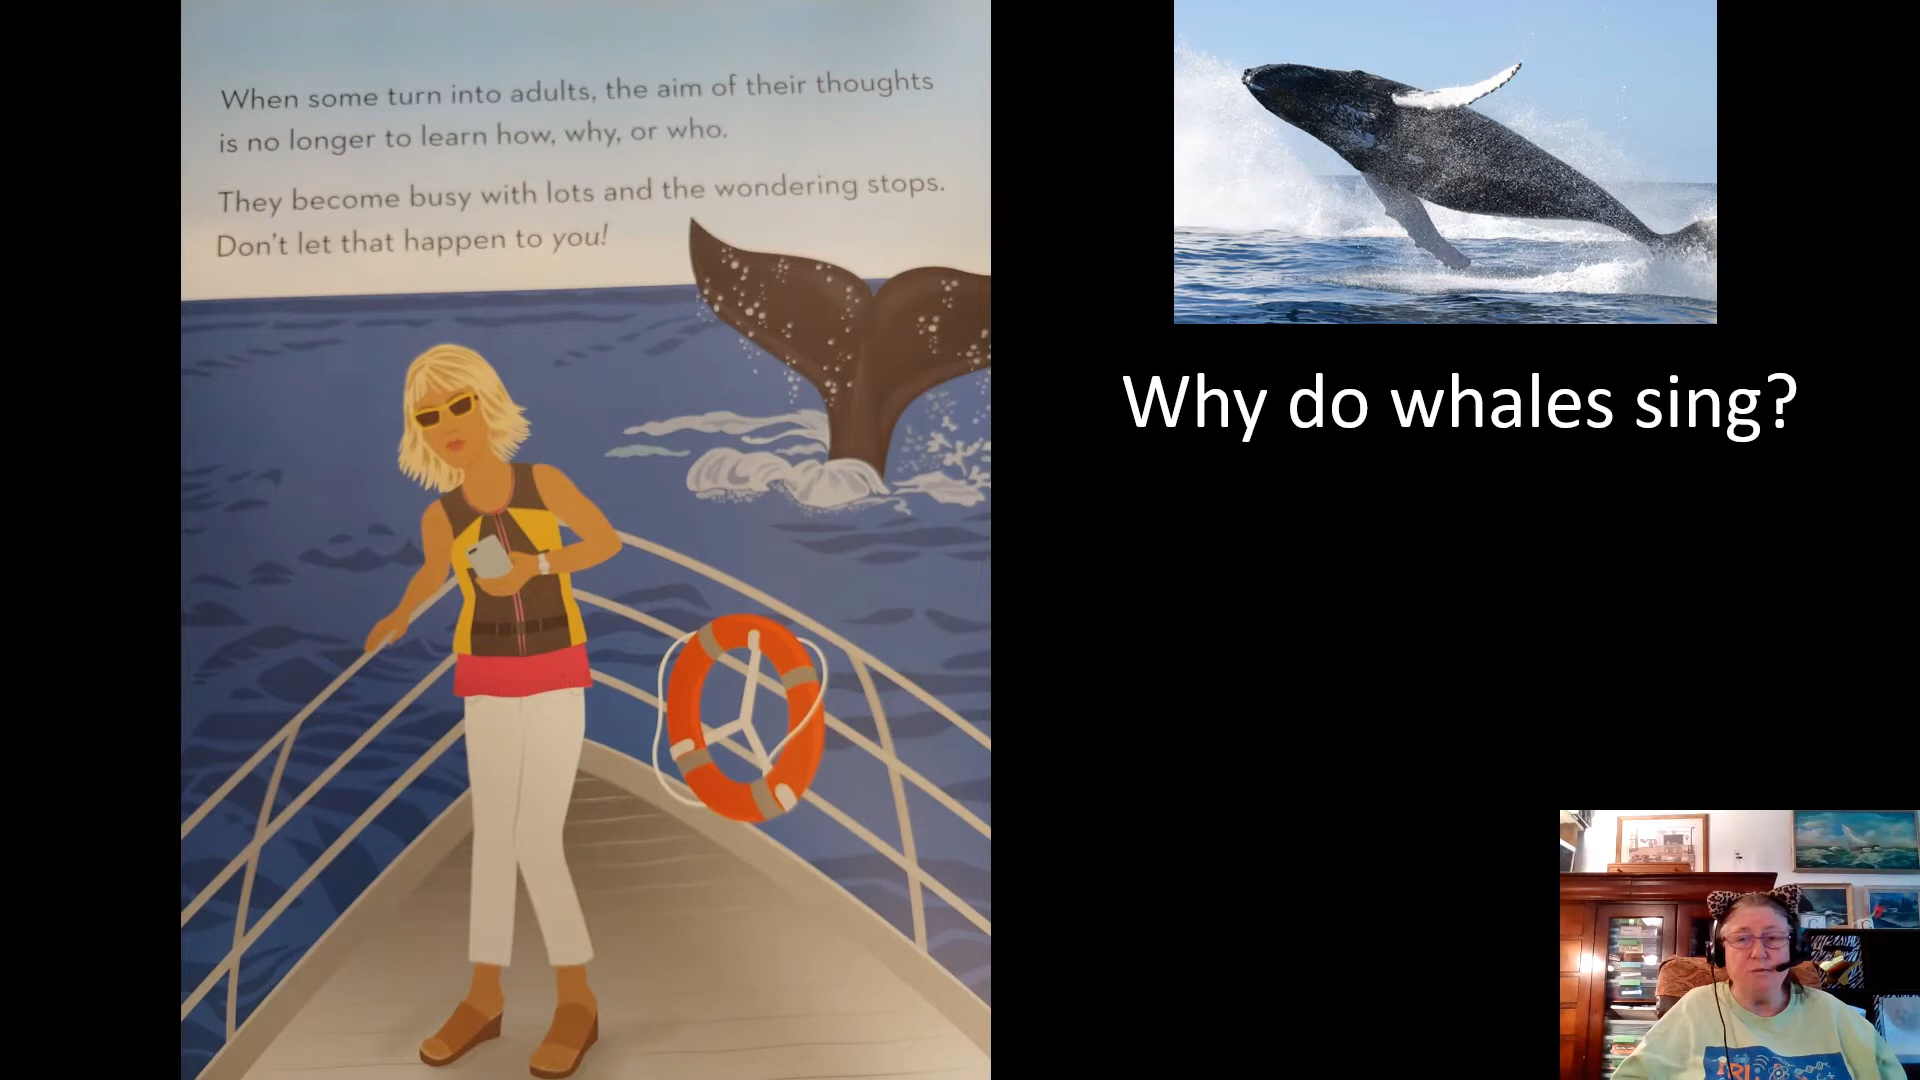 When some turn into adults, the aim of their thoughts
is no longer to learn how, why, or who.
They become busy with lots and the wondering stops.
Don't let that happen to you!
Why do whales sing?